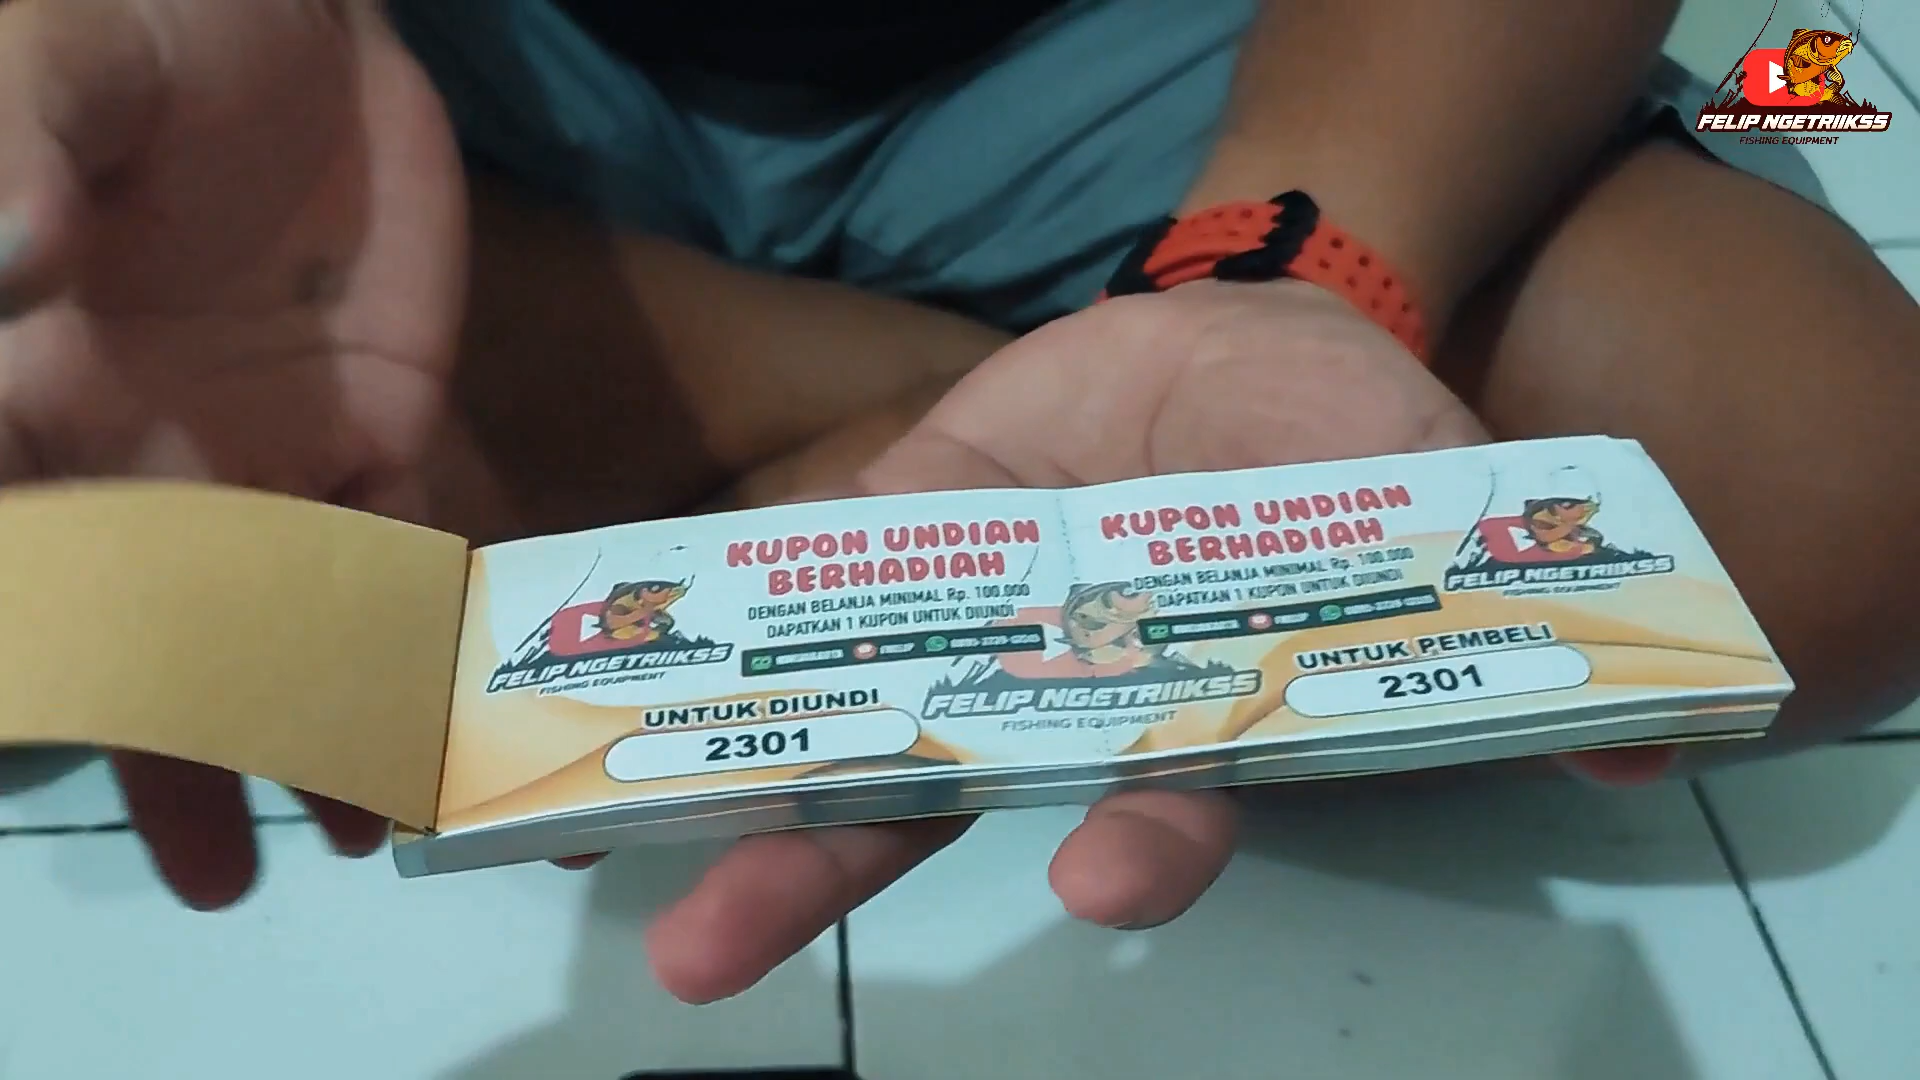 FELIP NGETRIIKSS
FISHING EQUIPMENT
KUPON UNDIAN
BERHADIAH
DENGAN BELANJA MINIMAL Rp. 100.000
DAPATKAN 1 KUPON UNTUK DIUNDI
FELIP NGETRIIKSS
FISHING EQUIPMENT
UNTUK DIUNDI
2301
FELIP NGETRIIKSS
FISHING EQUIPMENT
KUPON UNDIAN
BERHADIAH
DENGAN BELANJA MINIMAL Rp. 100.000
DAPATKAN 1 KUPON UNTUK DIUNDI
FELIP NGETRIIKSS
FISHING EQUIPMENT
UNTUK PEMBELI
2301